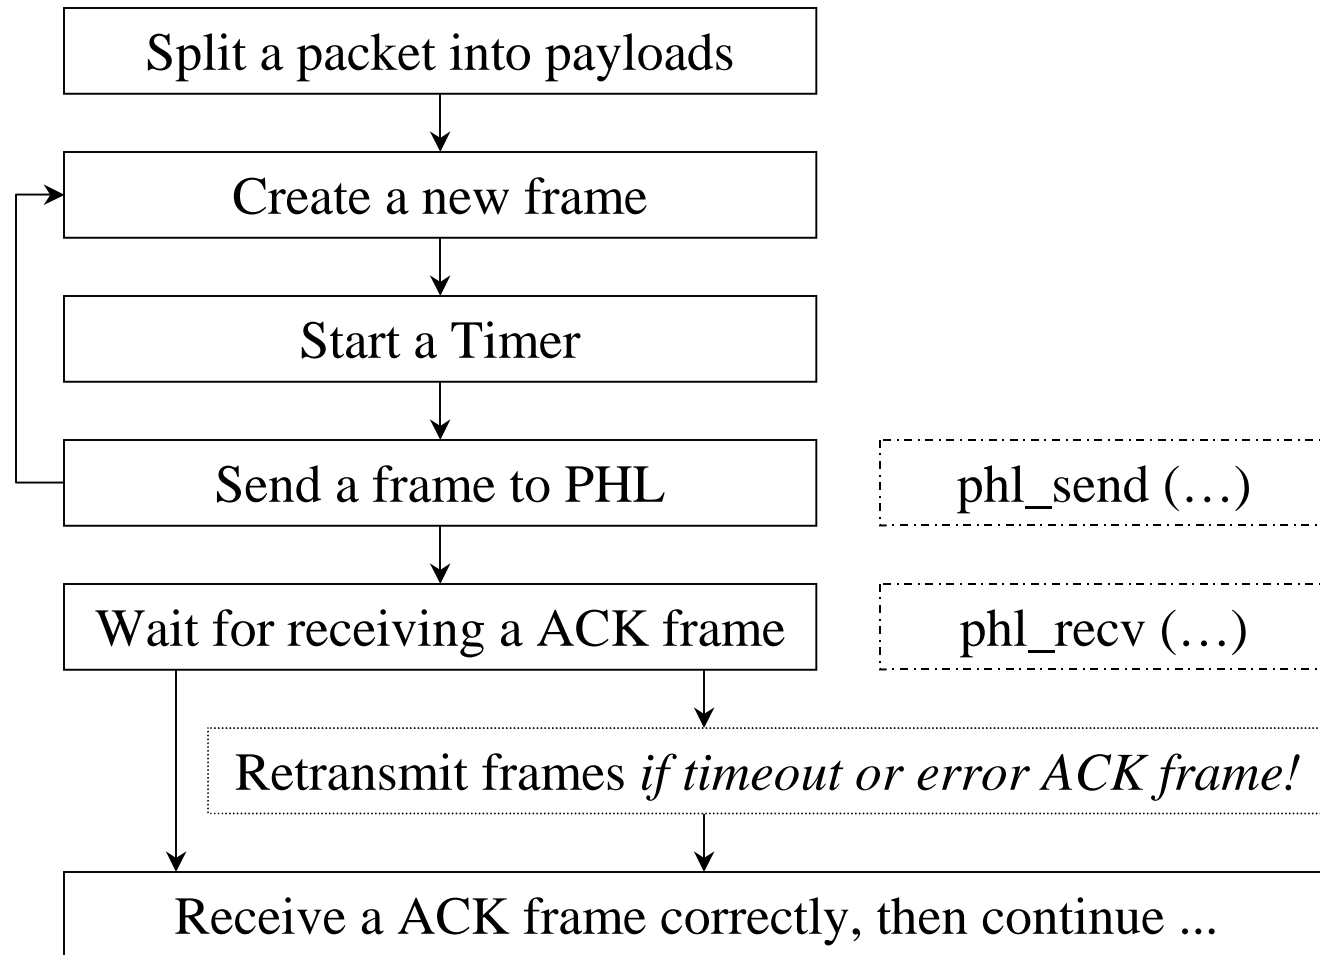 Split a packet into payloads
Create a new frame
Start a Timer
Send a frame to PHL
phl_send (…)
Wait for receiving a ACK frame
phl_recv (…)
Retransmit frames if timeout or error ACK frame!
Receive a ACK frame correctly, then continue ...